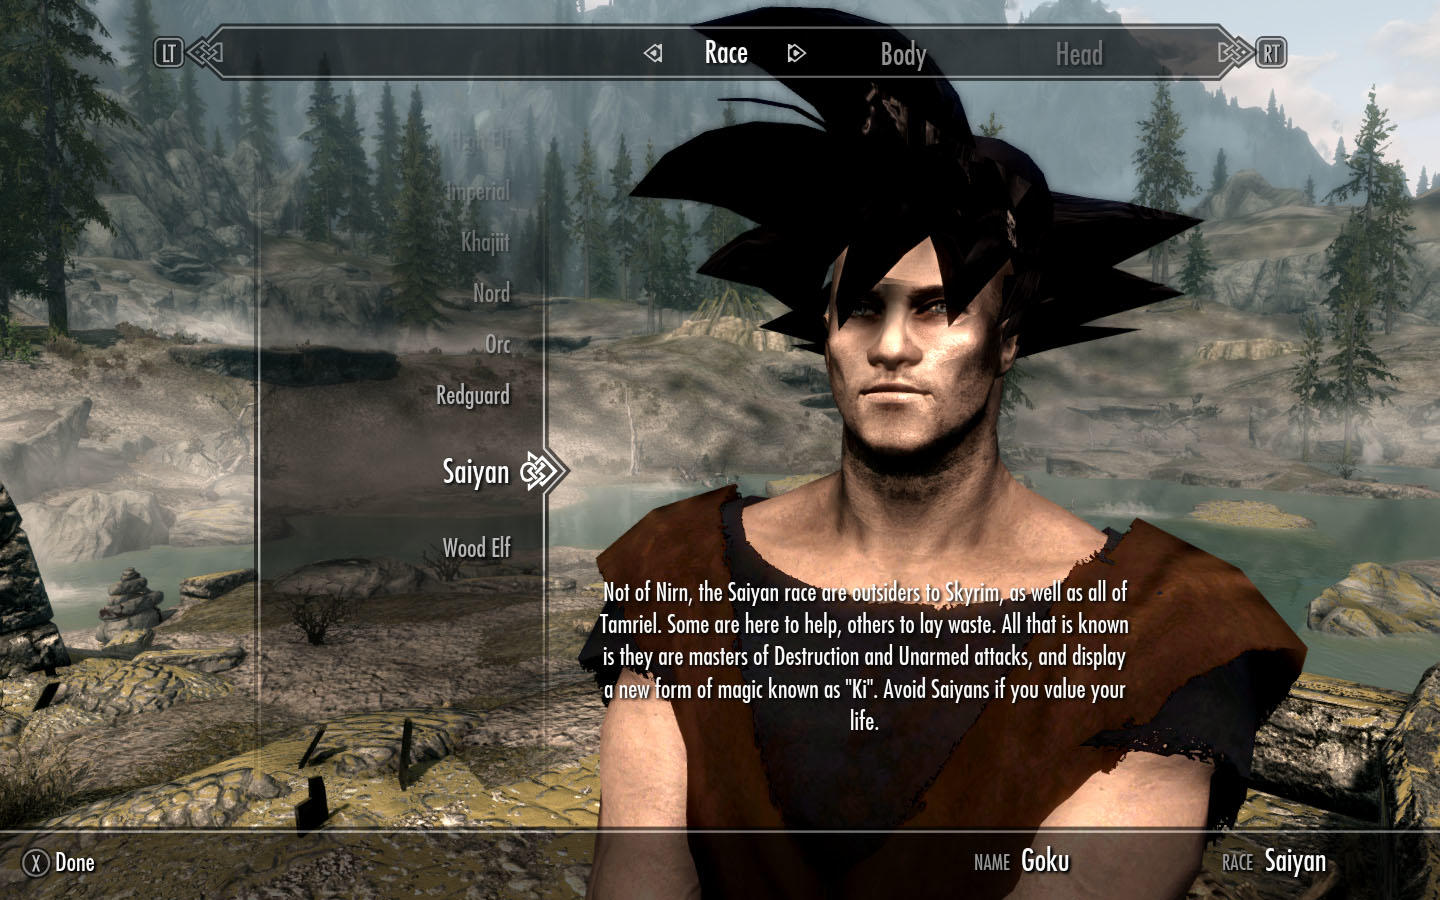 LT
Race
Body
Head
RT
High Elf
Imperial
Khajiit
Nord
Orc
Redguard
Saiyan
Wood Elf
Not of Nirn, the Saiyan race are outsiders to Skyrim, as well as all of
Tamriel. Some are here to help, others to lay waste. All that is known
is they are masters of Destruction and Unarmed attacks, and display
a new form of magic known as "Ki". Avoid Saiyans if you value your
life.
X Done
NAME Goku
RACE Saiyan